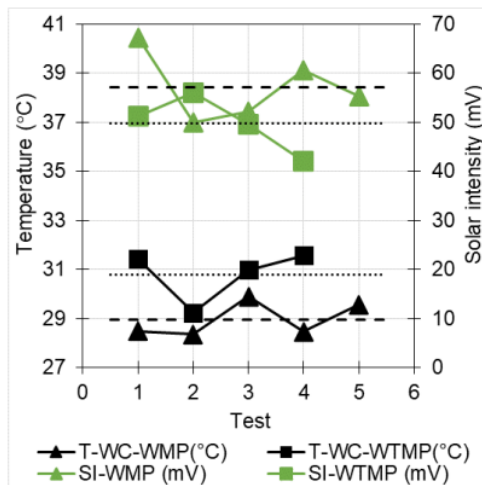 Temperature (°C)
41
39
37
35
33
31
29
27
70
60
50
40
30
20
10
0
Solar intensity (mV)
0 1 2 3 4 5 6
Test
T-WC-WMP(°C) T-WC-WTMP(°C)
SI-WMP (mV) SI-WTMP (mV)